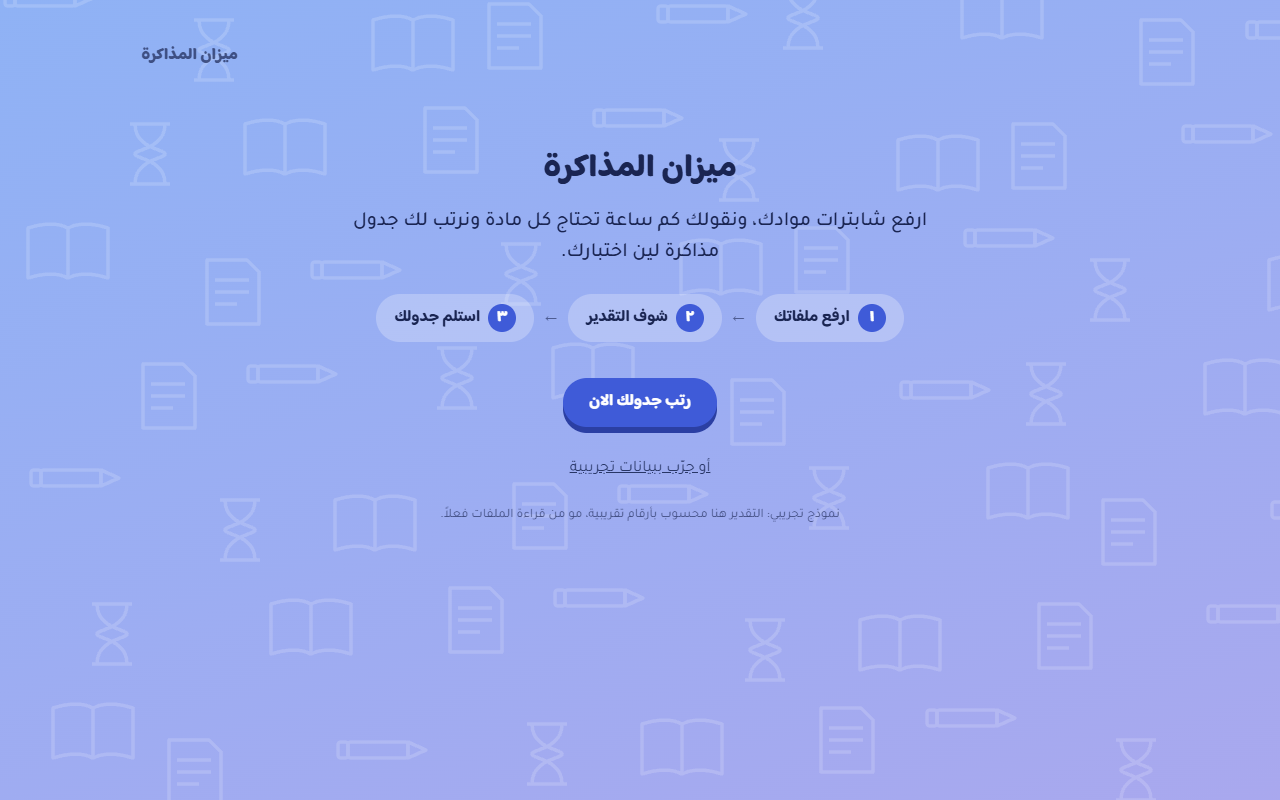 ميزان المذاكرة
ميزان المذاكرة
ارفع شابترات موادك، ونقولك كم ساعة تحتاج كل مادة ونرتب لك جدول
مذاكرة لين اختبارك.
١ ارفع ملفاتك ← ٢ شوف التقدير ← ٣ استلم جدولك
رتب جدولك الان
أو جرّب ببيانات تجريبية
نموذج تجريبي: التقدير هنا محسوب بأرقام تقريبية، مو من قراءة الملفات فعلاً.